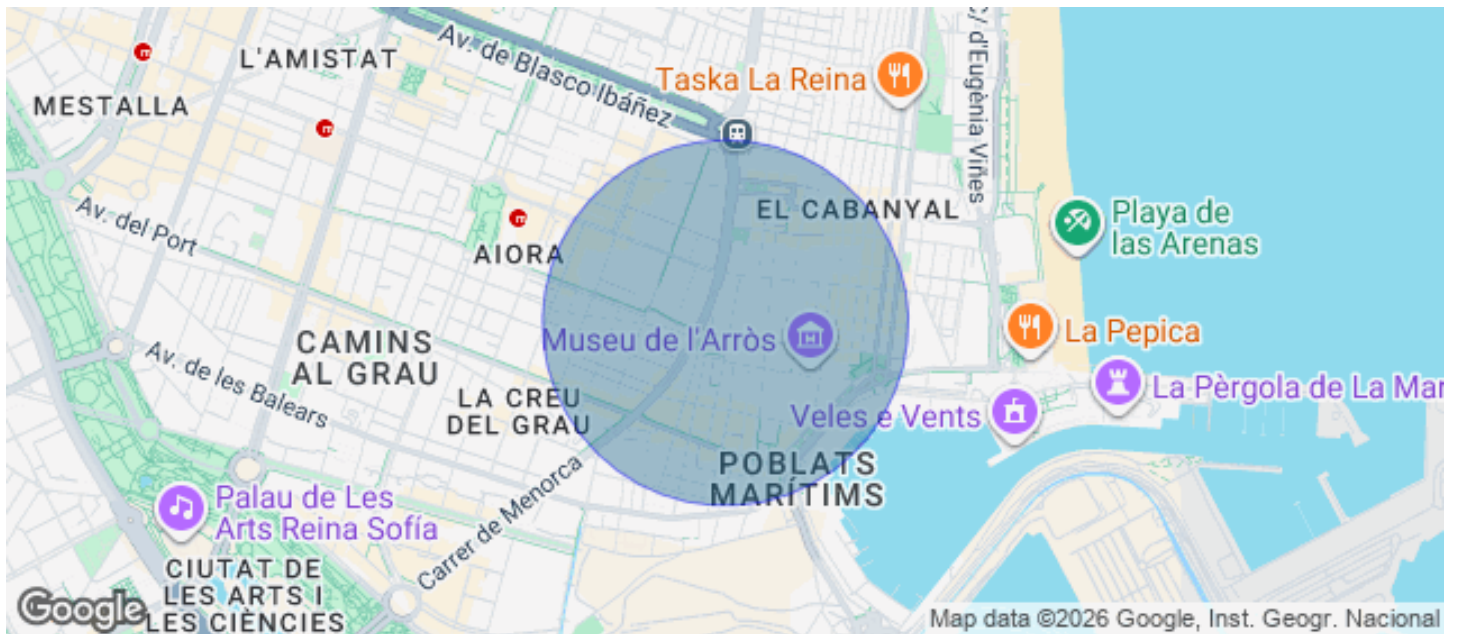 L'AMISTAT
MESTALLA
Av. de Blasco Ibáñez
Taska La Reina
C/ d'Eugènia Viñes
Av. del Port
AIORA
EL CABANYAL
Playa de
las Arenas
CAMINS
AL GRAU
Museu de l'Arròs
La Pepica
Av. de les Balears
LA CREU
DEL GRAU
La Pèrgola de La Mar
Veles e Vents
POBLATS
MARÍTIMS
Palau de Les
Arts Reina Sofía
Carrer de Menorca
CIUTAT DE
LES ARTS I
LES CIÈNCIES
Google
Map data ©2026 Google, Inst. Geogr. Nacional